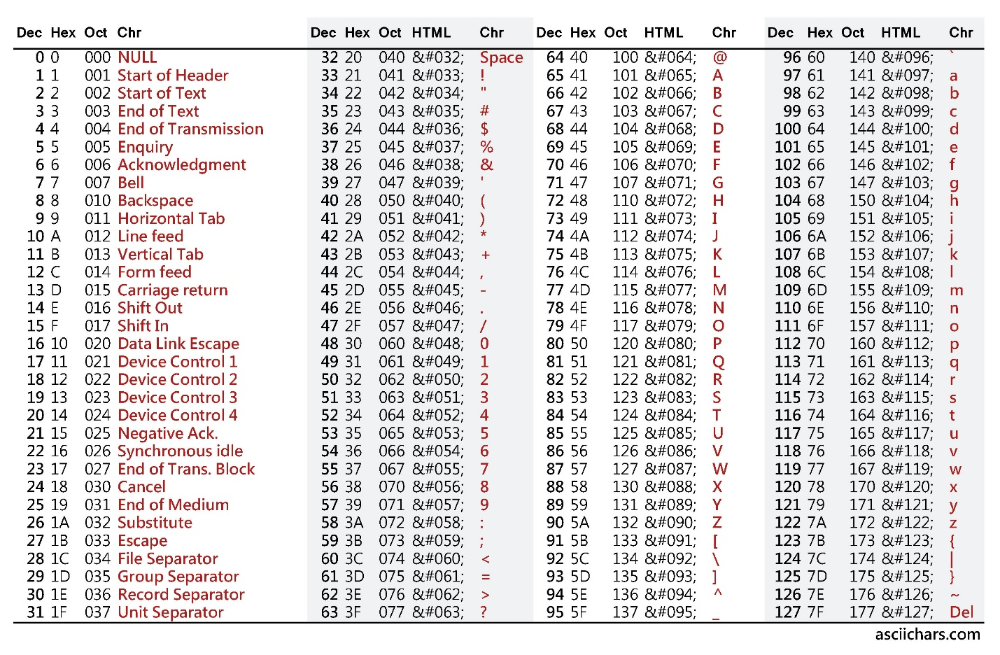 Dec Hex Oct Chr Dec Hex Oct HTML Chr Dec Hex Oct HTML Chr Dec Hex Oct HTML Chr
0 0 000 NULL 32 20 040 &#032; Space 64 40 100 &#064; @ 96 60 140 &#096; `
1 1 001 Start of Header 33 21 041 &#033; ! 65 41 101 &#065; A 97 61 141 &#097; a
2 2 002 Start of Text 34 22 042 &#034; " 66 42 102 &#066; B 98 62 142 &#098; b
3 3 003 End of Text 35 23 043 &#035; # 67 43 103 &#067; C 99 63 143 &#099; c
4 4 004 End of Transmission 36 24 044 &#036; $ 68 44 104 &#068; D 100 64 144 &#100; d
5 5 005 Enquiry 37 25 045 &#037; % 69 45 105 &#069; E 101 65 145 &#101; e
6 6 006 Acknowledgment 38 26 046 &#038; & 70 46 106 &#070; F 102 66 146 &#102; f
7 7 007 Bell 39 27 047 &#039; ' 71 47 107 &#071; G 103 67 147 &#103; g
8 8 010 Backspace 40 28 050 &#040; ( 72 48 110 &#072; H 104 68 150 &#104; h
9 9 011 Horizontal Tab 41 29 051 &#041; ) 73 49 111 &#073; I 105 69 151 &#105; i
10 A 012 Line feed 42 2A 052 &#042; * 74 4A 112 &#074; J 106 6A 152 &#106; j
11 B 013 Vertical Tab 43 2B 053 &#043; + 75 4B 113 &#075; K 107 6B 153 &#107; k
12 C 014 Form feed 44 2C 054 &#044; , 76 4C 114 &#076; L 108 6C 154 &#108; l
13 D 015 Carriage return 45 2D 055 &#045; - 77 4D 115 &#077; M 109 6D 155 &#109; m
14 E 016 Shift Out 46 2E 056 &#046; . 78 4E 116 &#078; N 110 6E 156 &#110; n
15 F 017 Shift In 47 2F 057 &#047; / 79 4F 117 &#079; O 111 6F 157 &#111; o
16 10 020 Data Link Escape 48 30 060 &#048; 0 80 50 120 &#080; P 112 70 160 &#112; p
17 11 021 Device Control 1 49 31 061 &#049; 1 81 51 121 &#081; Q 113 71 161 &#113; q
18 12 022 Device Control 2 50 32 062 &#050; 2 82 52 122 &#082; R 114 72 162 &#114; r
19 13 023 Device Control 3 51 33 063 &#051; 3 83 53 123 &#083; S 115 73 163 &#115; s
20 14 024 Device Control 4 52 34 064 &#052; 4 84 54 124 &#084; T 116 74 164 &#116; t
21 15 025 Negative Ack. 53 35 065 &#053; 5 85 55 125 &#085; U 117 75 165 &#117; u
22 16 026 Synchronous idle 54 36 066 &#054; 6 86 56 126 &#086; V 118 76 166 &#118; v
23 17 027 End of Trans. Block 55 37 067 &#055; 7 87 57 127 &#087; W 119 77 167 &#119; w
24 18 030 Cancel 56 38 070 &#056; 8 88 58 130 &#088; X 120 78 170 &#120; x
25 19 031 End of Medium 57 39 071 &#057; 9 89 59 131 &#089; Y 121 79 171 &#121; y
26 1A 032 Substitute 58 3A 072 &#058; : 90 5A 132 &#090; Z 122 7A 172 &#122; z
27 1B 033 Escape 59 3B 073 &#059; ; 91 5B 133 &#091; [ 123 7B 173 &#123; {
28 1C 034 File Separator 60 3C 074 &#060; < 92 5C 134 &#092; \ 124 7C 174 &#124; |
29 1D 035 Group Separator 61 3D 075 &#061; = 93 5D 135 &#093; ] 125 7D 175 &#125; }
30 1E 036 Record Separator 62 3E 076 &#062; > 94 5E 136 &#094; ^ 126 7E 176 &#126; ~
31 1F 037 Unit Separator 63 3F 077 &#063; ? 95 5F 137 &#095; _ 127 7F 177 &#127; Del
asciichars.com